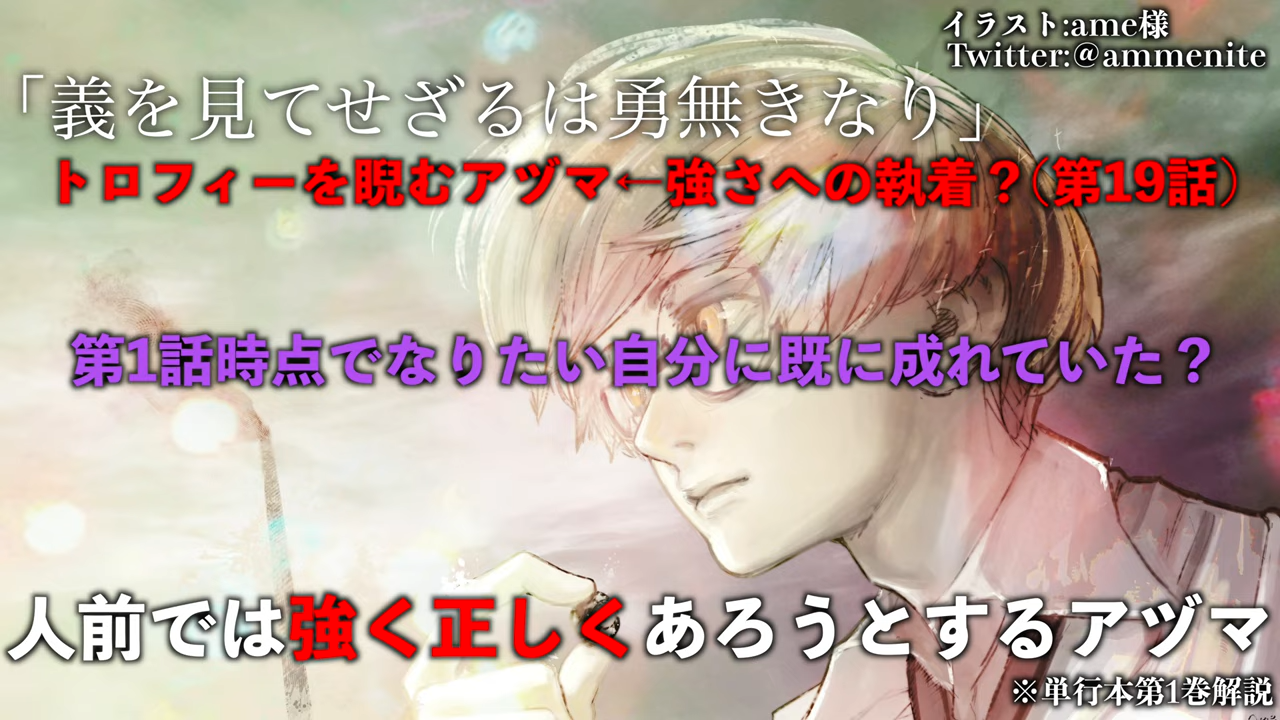 イラスト:ame様
Twitter:@ammenite
「義を見てせざるは勇無きなり」
トロフィーを睨むアヅマ←強さへの執着？(第19話)
第1話時点でなりたい自分に既に成れていた？
人前では強く正しくあろうとするアヅマ
※単行本第1巻解説